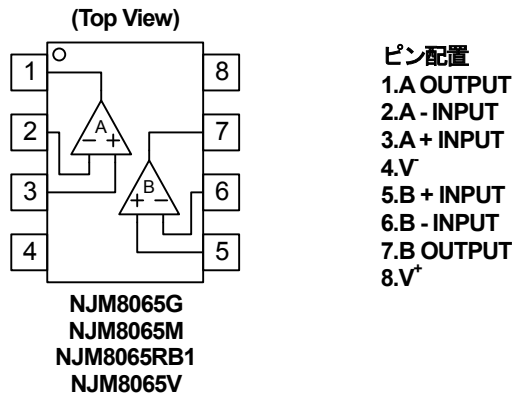 (Top View)
1
8
A
2
7
− +
3
B
6
+ −
4
5
NJM8065G
NJM8065M
NJM8065RB1
NJM8065V
ピン配置
1.A OUTPUT
2.A - INPUT
3.A + INPUT
4.V⁻
5.B + INPUT
6.B - INPUT
7.B OUTPUT
8.V⁺